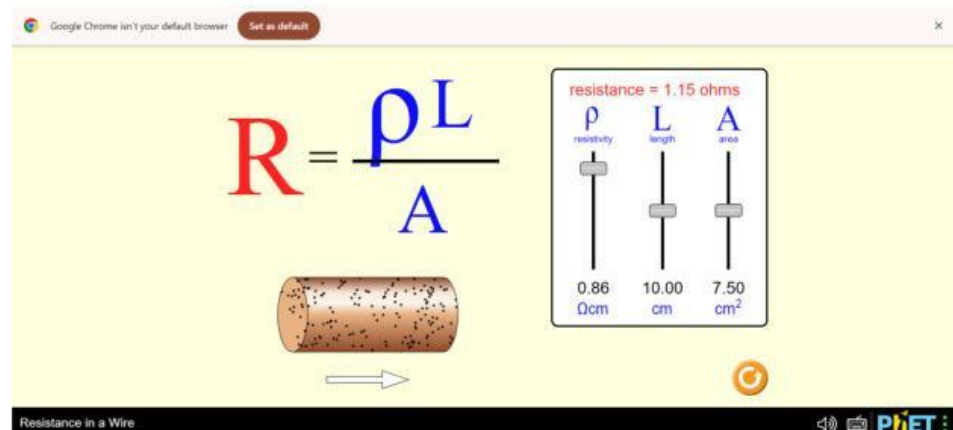 Google Chrome isn't your default browser Set as default
resistance = 1.15 ohms
R = ρL
A
ρ L A
resistivity length area
0.86 10.00 7.50
Ωcm cm cm²
Resistance in a Wire PhET